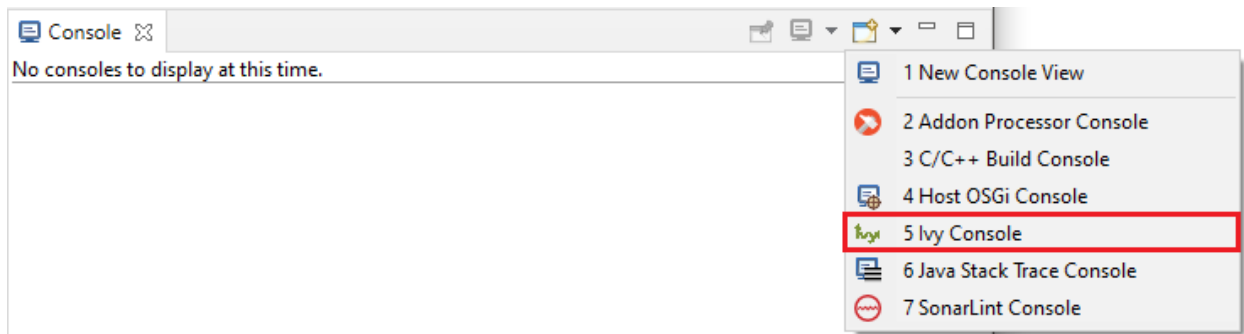 Console
No consoles to display at this time.
1 New Console View
2 Addon Processor Console
3 C/C++ Build Console
4 Host OSGi Console
5 Ivy Console
6 Java Stack Trace Console
7 SonarLint Console